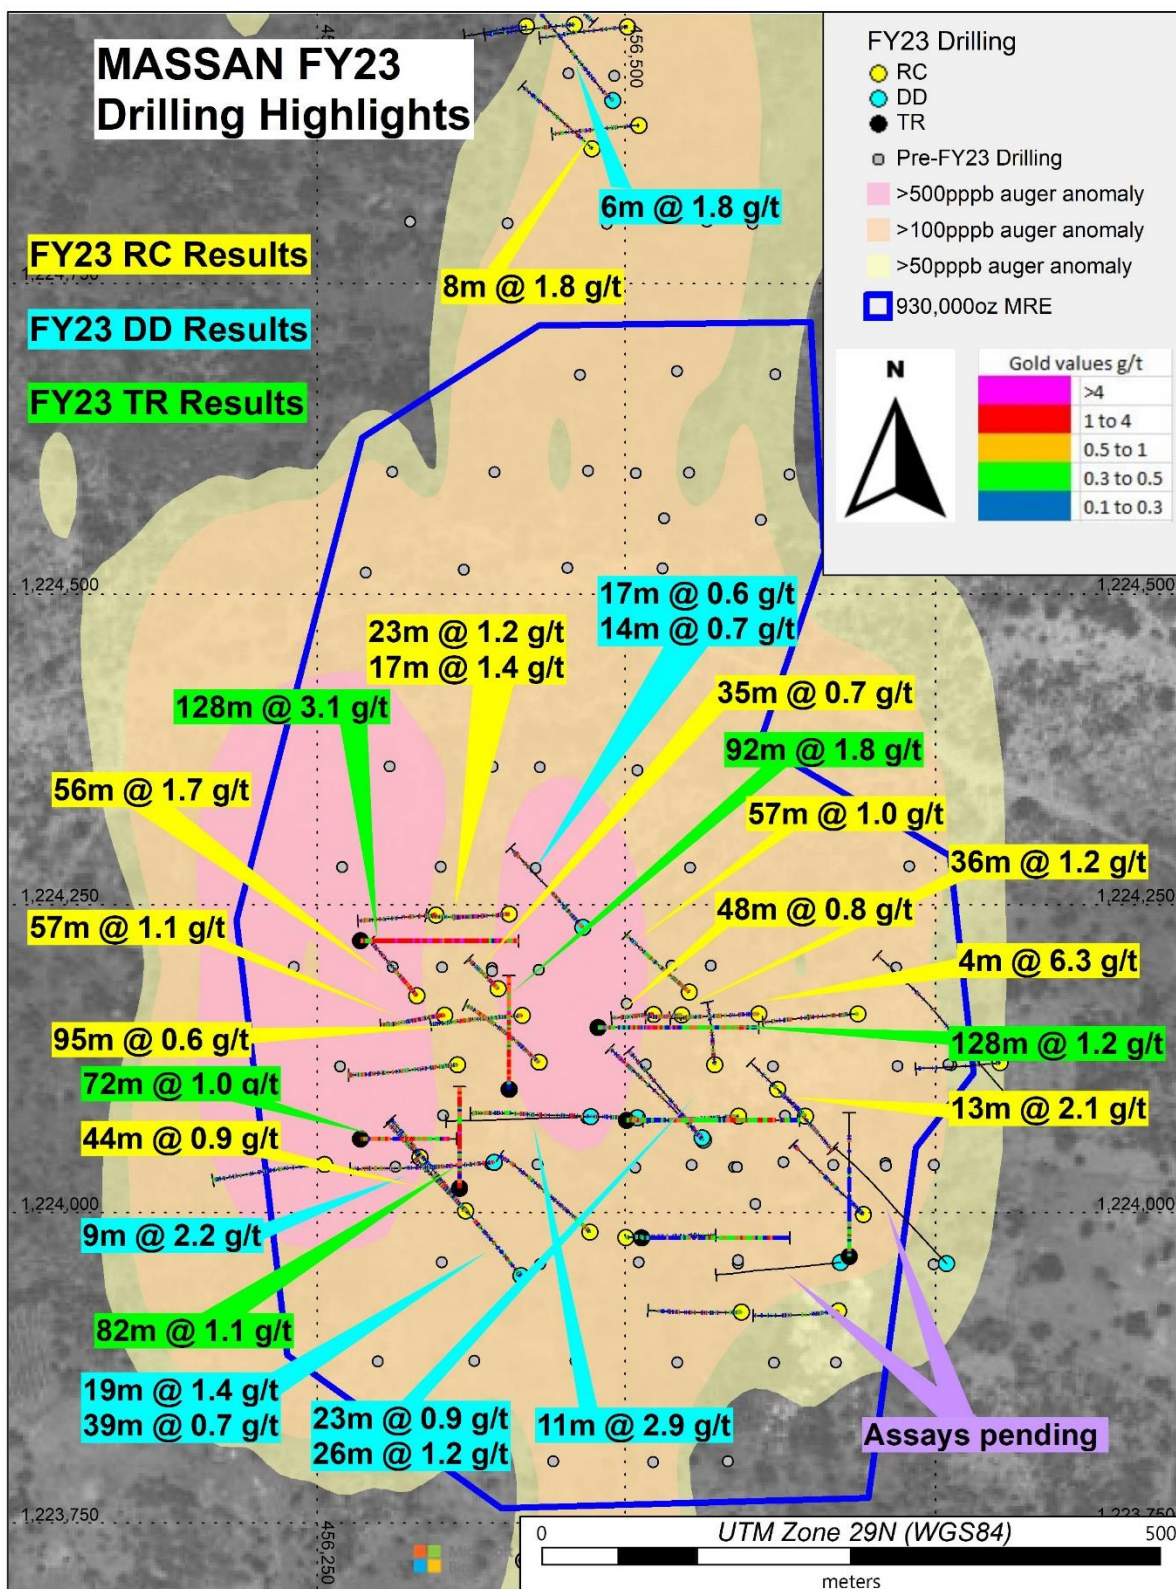 MASSAN FY23
Drilling Highlights
456,500
FY23 Drilling
RC
DD
TR
Pre-FY23 Drilling
>500pppb auger anomaly
>100pppb auger anomaly
>50pppb auger anomaly
930,000oz MRE
N
Gold values g/t
>4
1 to 4
0.5 to 1
0.3 to 0.5
0.1 to 0.3
6m @ 1.8 g/t
FY23 RC Results
8m @ 1.8 g/t
1,224,750
FY23 DD Results
FY23 TR Results
1,224,500
1,224,500
17m @ 0.6 g/t
14m @ 0.7 g/t
23m @ 1.2 g/t
17m @ 1.4 g/t
128m @ 3.1 g/t
35m @ 0.7 g/t
92m @ 1.8 g/t
56m @ 1.7 g/t
57m @ 1.0 g/t
36m @ 1.2 g/t
1,224,250
1,224,250
48m @ 0.8 g/t
57m @ 1.1 g/t
4m @ 6.3 g/t
95m @ 0.6 g/t
128m @ 1.2 g/t
72m @ 1.0 g/t
13m @ 2.1 g/t
44m @ 0.9 g/t
1,224,000
1,224,000
9m @ 2.2 g/t
82m @ 1.1 g/t
19m @ 1.4 g/t
39m @ 0.7 g/t
23m @ 0.9 g/t
26m @ 1.2 g/t
11m @ 2.9 g/t
Assays pending
1,223,750
1,223,750
456,250
UTM Zone 29N (WGS84)
0
500
meters